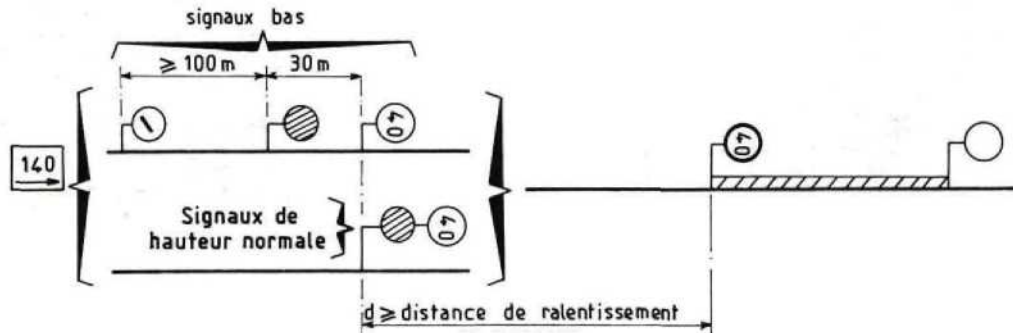 signaux bas
≥ 100 m
30 m
40
140
40
Signaux de
hauteur normale
40
d ≥ distance de ralentissement